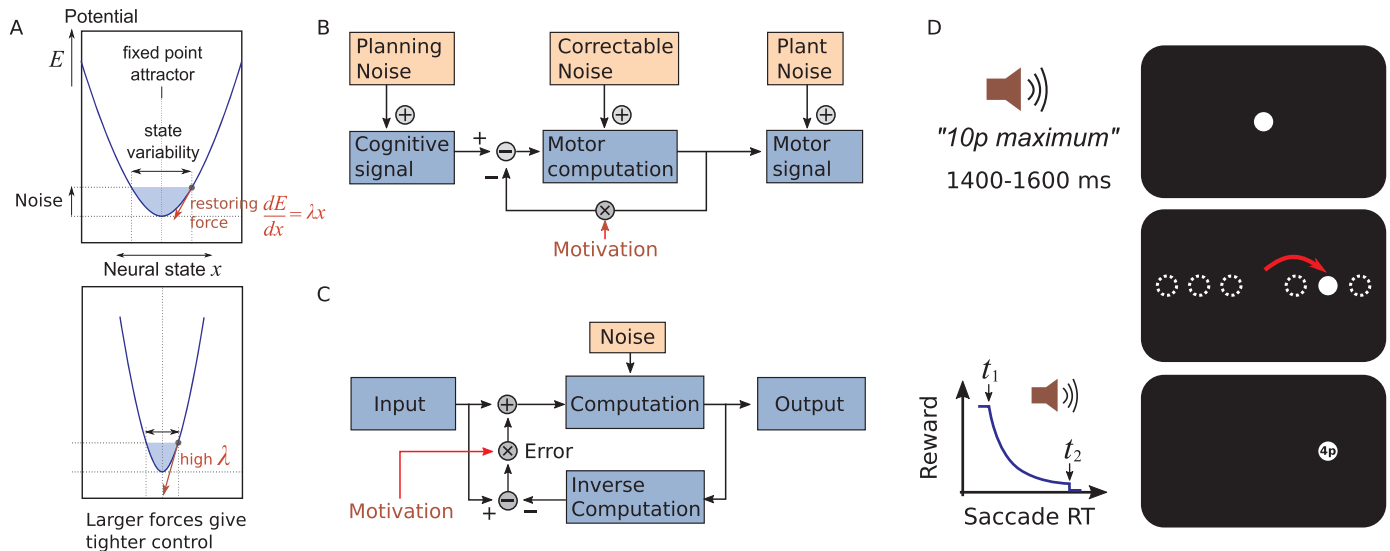 A
Potential
E
fixed point
attractor
state
variability
Noise
restoring
force
dE/dx = λx
Neural state x
high λ
Larger forces give
tighter control
B
Planning
Noise
Correctable
Noise
Plant
Noise
+
+
+
Cognitive
signal
+
−
−
Motor
computation
Motor
signal
×
Motivation
C
Noise
Input
+
Computation
Output
×
Error
Motivation
+
−
−
Inverse
Computation
D
"10p maximum"
1400-1600 ms
t1
t2
Reward
Saccade RT
4p